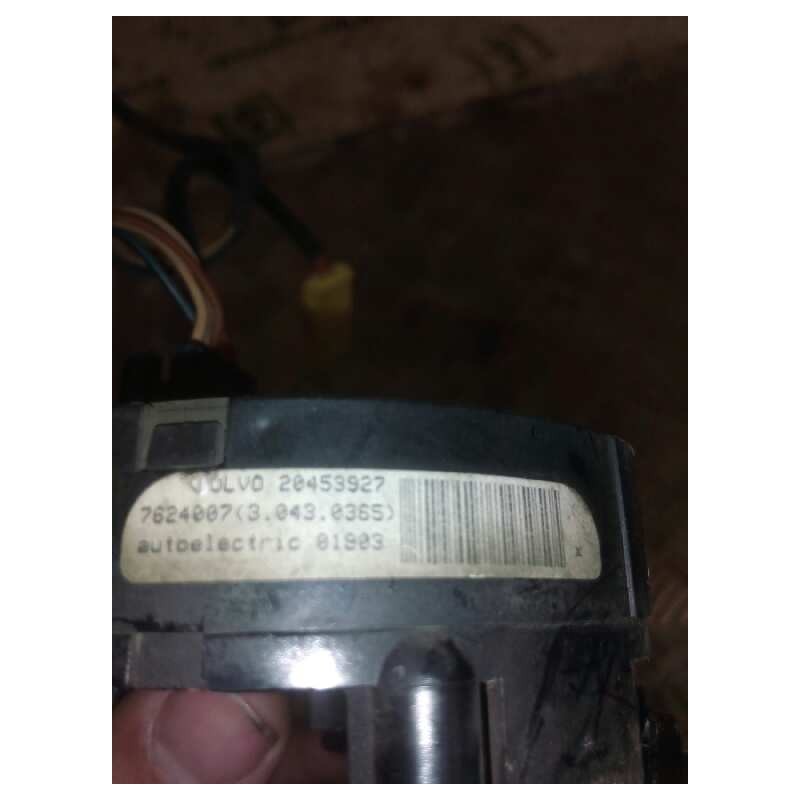 VOLVO 20453927
7624007(3.043.0365)
autoelectric 01903
x